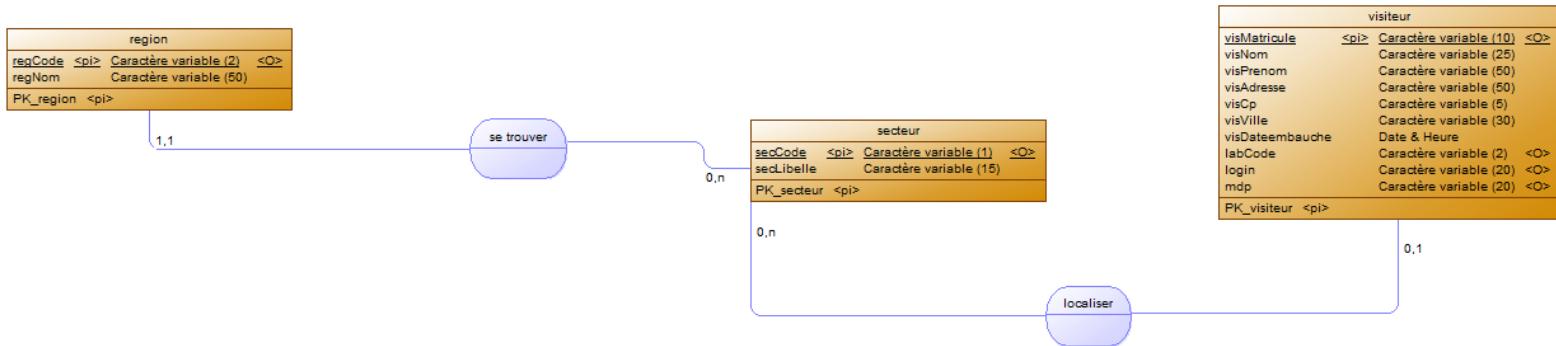 region
regCode <pi> Caractère variable (2) <O>
regNom Caractère variable (50)
PK_region <pi>
1,1
se trouver
0,n
secteur
secCode <pi> Caractère variable (1) <O>
secLibelle Caractère variable (15)
PK_secteur <pi>
0,n
localiser
visiteur
visMatricule <pi> Caractère variable (10) <O>
visNom Caractère variable (25)
visPrenom Caractère variable (50)
visAdresse Caractère variable (50)
visCp Caractère variable (5)
visVille Caractère variable (30)
visDateembauche Date & Heure
labCode Caractère variable (2) <O>
login Caractère variable (20) <O>
mdp Caractère variable (20) <O>
PK_visiteur <pi>
0,1